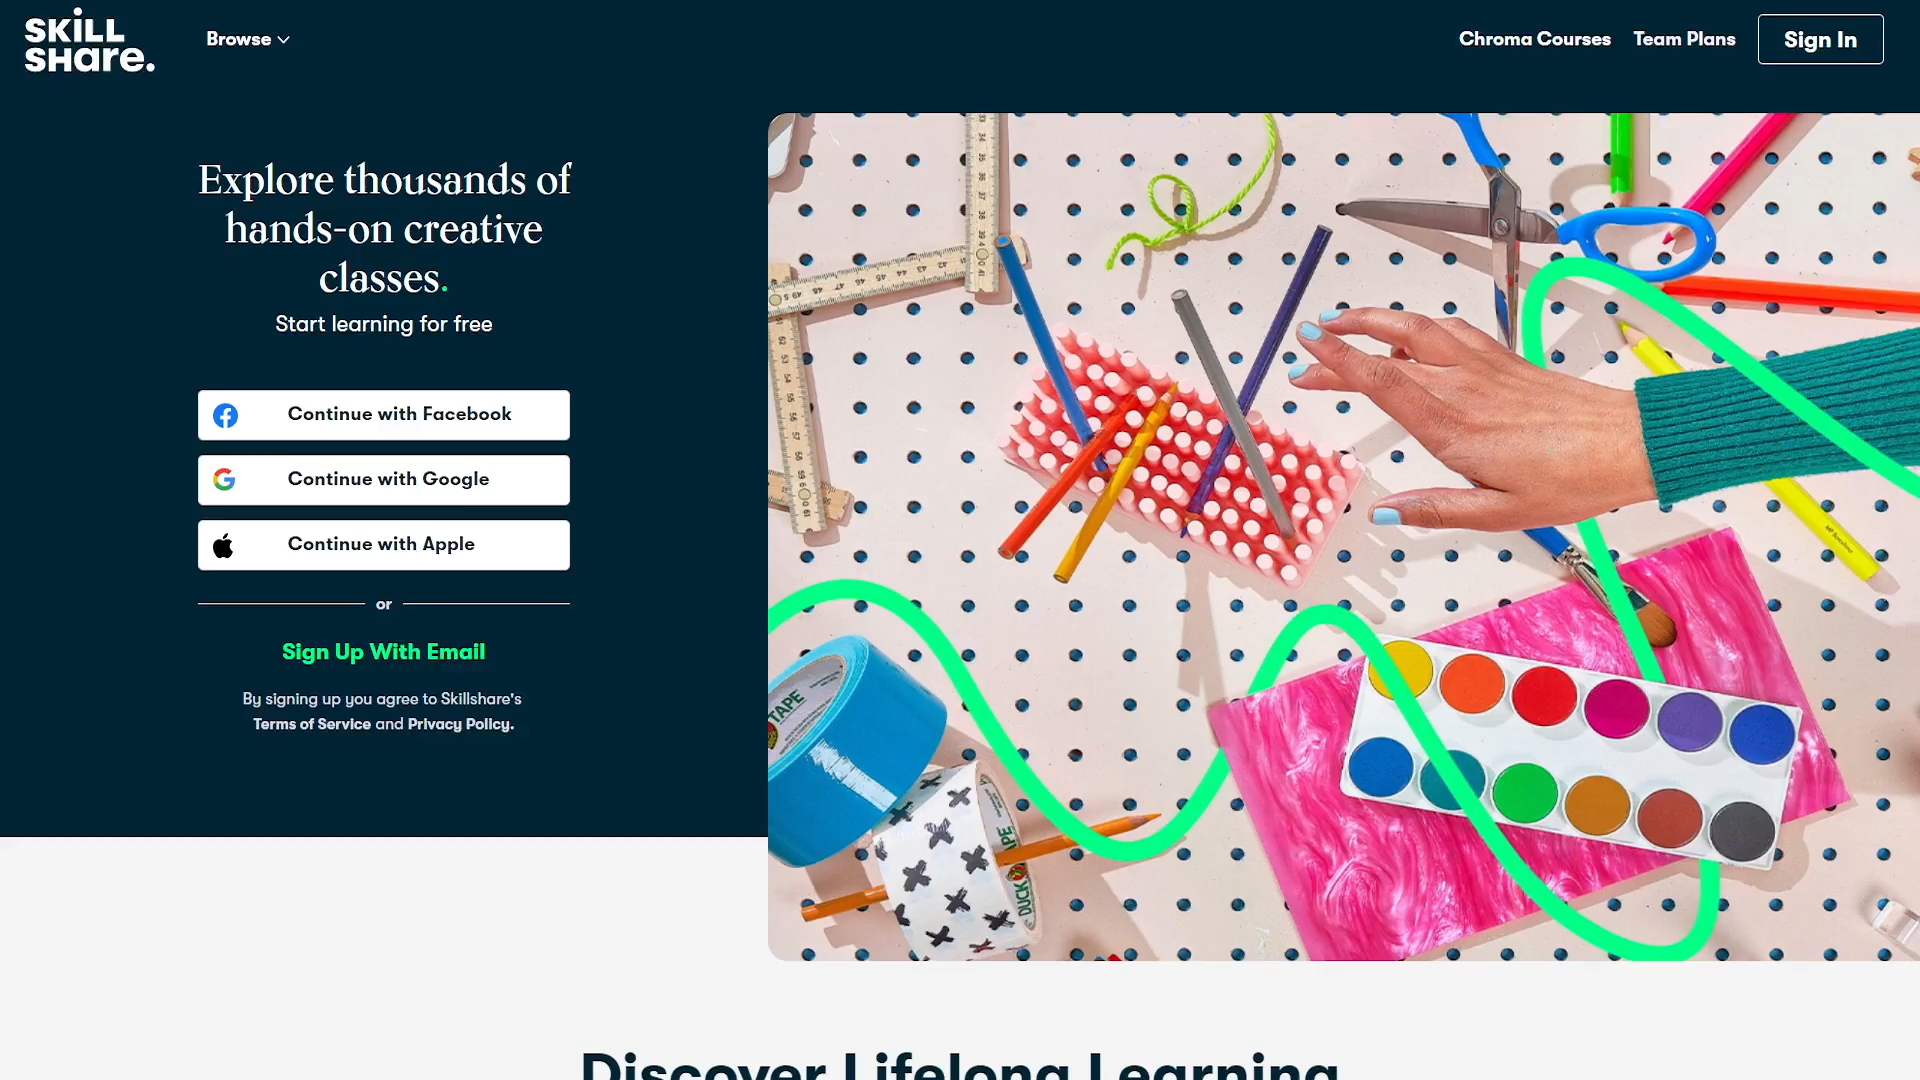 SKiLL
SHare.
Browse
Chroma Courses
Team Plans
Sign In
Explore thousands of
hands-on creative
classes.
Start learning for free
Continue with Facebook
Continue with Google
Continue with Apple
or
Sign Up With Email
By signing up you agree to Skillshare's
Terms of Service and Privacy Policy.
TAPE
DUCK TAPE
Discover Lifelong Learning